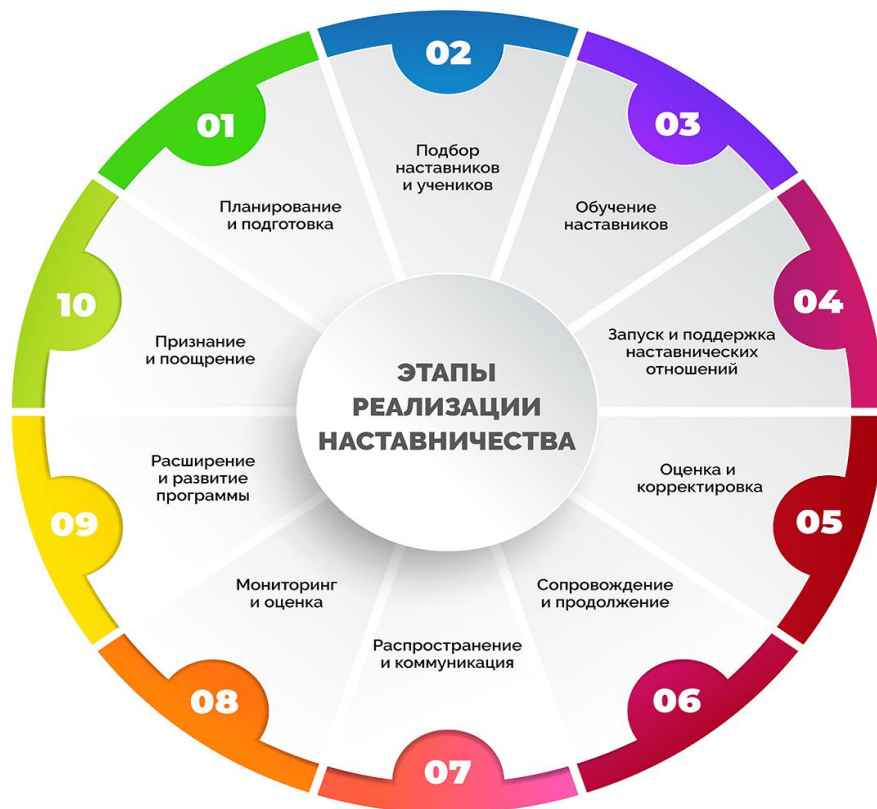 ЭТАПЫ
РЕАЛИЗАЦИИ
НАСТАВНИЧЕСТВА
01
Планирование
и подготовка
02
Подбор
наставников
и учеников
03
Обучение
наставников
04
Запуск и поддержка
наставнических
отношений
05
Оценка и
корректировка
06
Сопровождение
и продолжение
07
Распространение
и коммуникация
08
Мониторинг
и оценка
09
Расширение
и развитие
программы
10
Признание
и поощрение